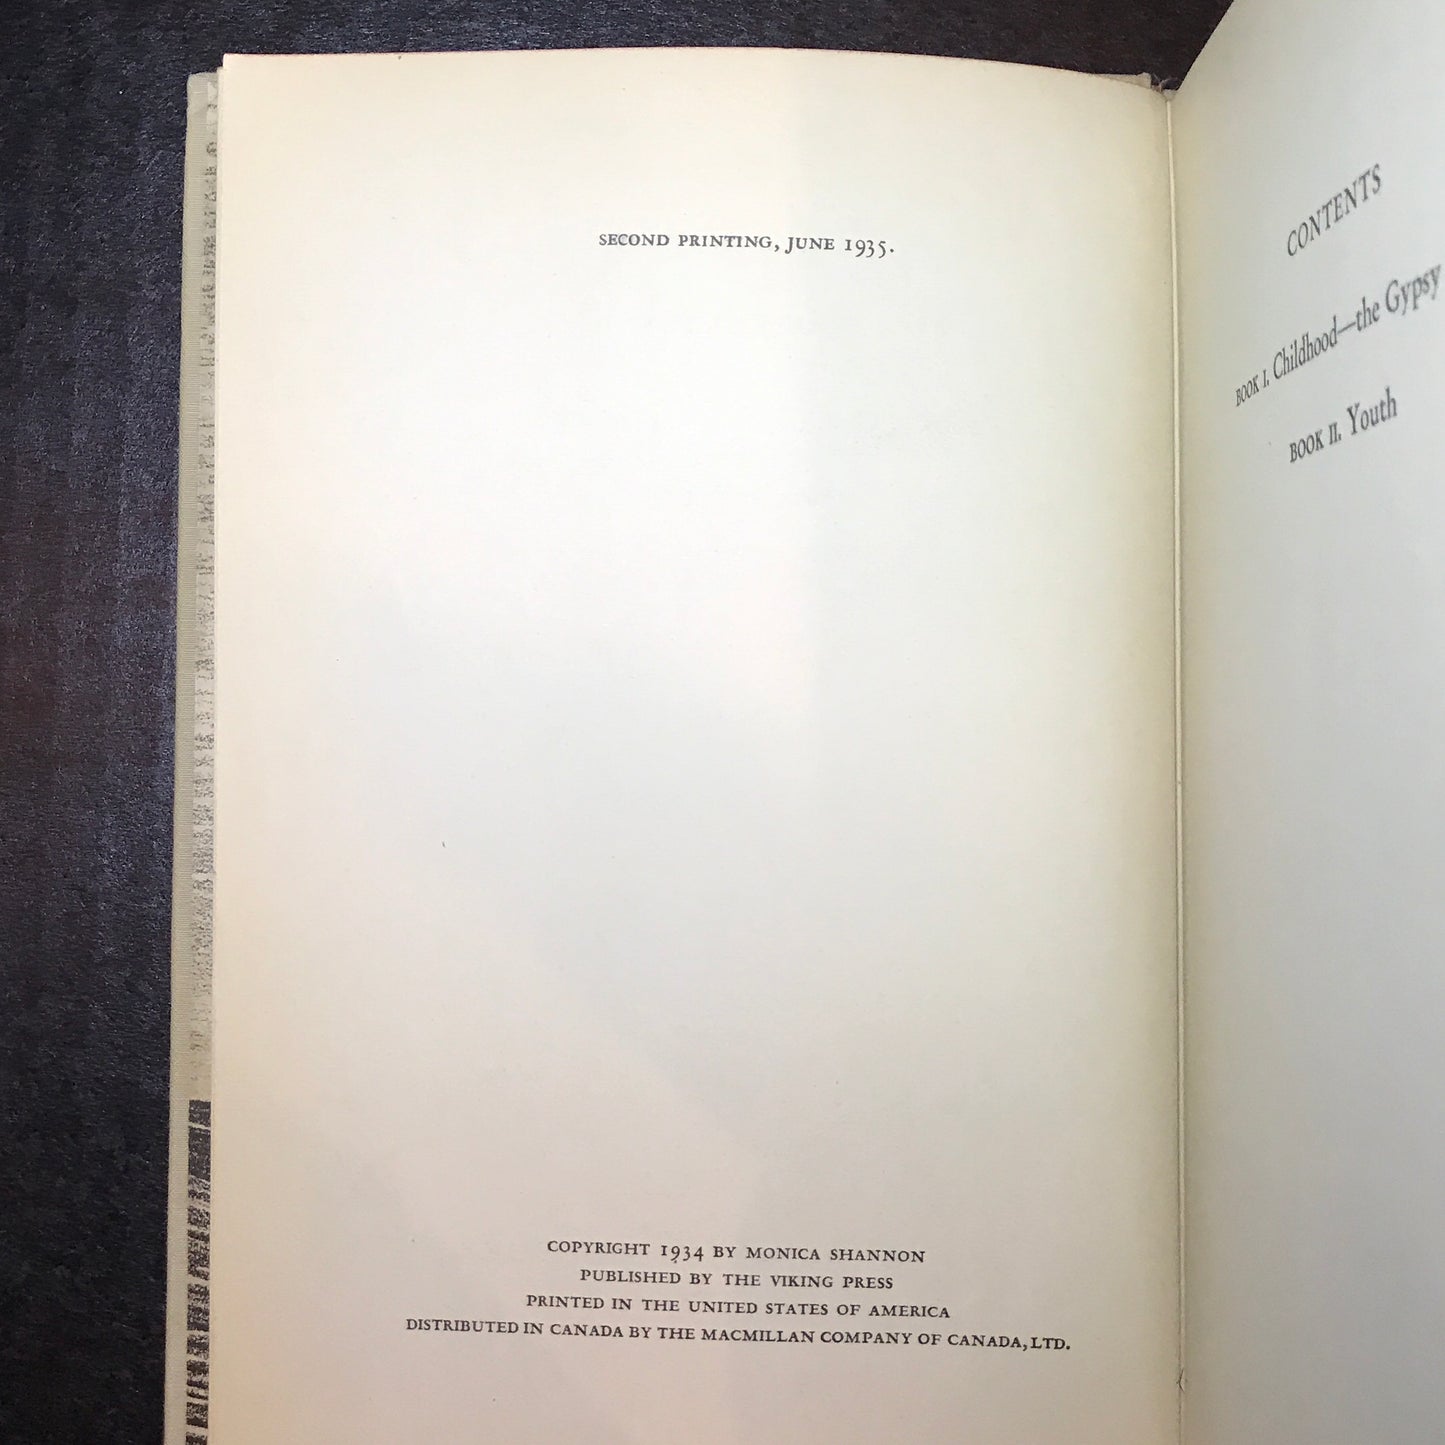 SECOND PRINTING, JUNE 1935.
COPYRIGHT 1934 BY MONICA SHANNON
PUBLISHED BY THE VIKING PRESS
PRINTED IN THE UNITED STATES OF AMERICA
DISTRIBUTED IN CANADA BY THE MACMILLAN COMPANY OF CANADA, LTD.
CONTENTS
BOOK I. Childhood—the Gypsy
BOOK II. Youth